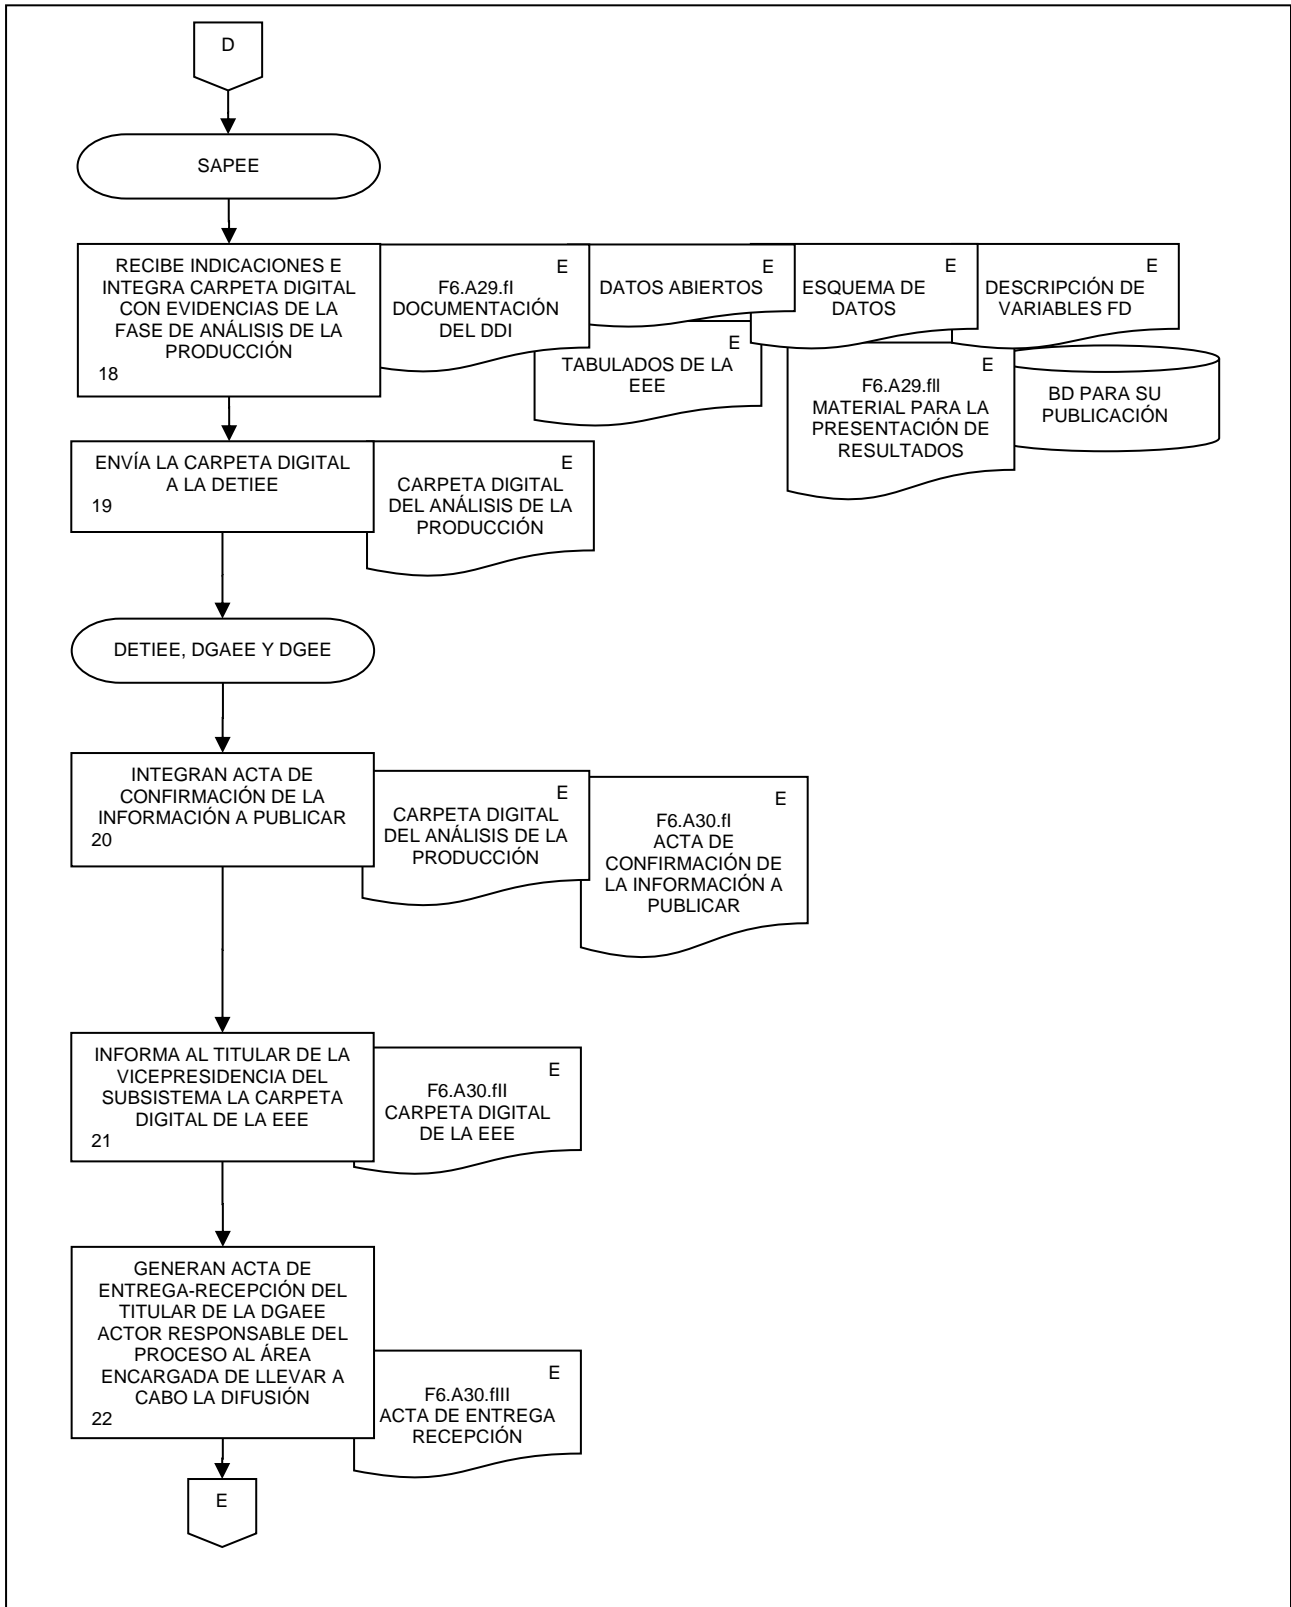 D
SAPEE
RECIBE INDICACIONES E
INTEGRA CARPETA DIGITAL
CON EVIDENCIAS DE LA
FASE DE ANÁLISIS DE LA
PRODUCCIÓN
18
E
F6.A29.fI
DOCUMENTACIÓN
DEL DDI
E
DATOS ABIERTOS
E
ESQUEMA DE
DATOS
E
DESCRIPCIÓN DE
VARIABLES FD
E
TABULADOS DE LA
EEE
E
F6.A29.fII
MATERIAL PARA LA
PRESENTACIÓN DE
RESULTADOS
BD PARA SU
PUBLICACIÓN
ENVÍA LA CARPETA DIGITAL
A LA DETIEE
19
E
CARPETA DIGITAL
DEL ANÁLISIS DE LA
PRODUCCIÓN
DETIEE, DGAEE Y DGEE
INTEGRAN ACTA DE
CONFIRMACIÓN DE LA
INFORMACIÓN A PUBLICAR
20
E
CARPETA DIGITAL
DEL ANÁLISIS DE LA
PRODUCCIÓN
E
F6.A30.fI
ACTA DE
CONFIRMACIÓN DE
LA INFORMACIÓN A
PUBLICAR
INFORMA AL TITULAR DE LA
VICEPRESIDENCIA DEL
SUBSISTEMA LA CARPETA
DIGITAL DE LA EEE
21
E
F6.A30.fII
CARPETA DIGITAL
DE LA EEE
GENERAN ACTA DE
ENTREGA-RECEPCIÓN DEL
TITULAR DE LA DGAEE
ACTOR RESPONSABLE DEL
PROCESO AL ÁREA
ENCARGADA DE LLEVAR A
CABO LA DIFUSIÓN
22
E
F6.A30.fIII
ACTA DE ENTREGA
RECEPCIÓN
E